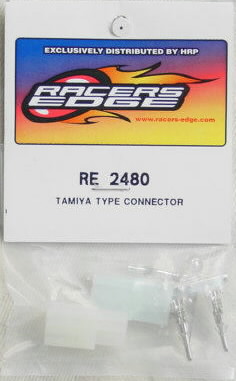 EXCLUSIVELY DISTRIBUTED BY HRP
RACERS
EDGE
www.racers-edge.com
RE 2480
TAMIYA TYPE CONNECTOR